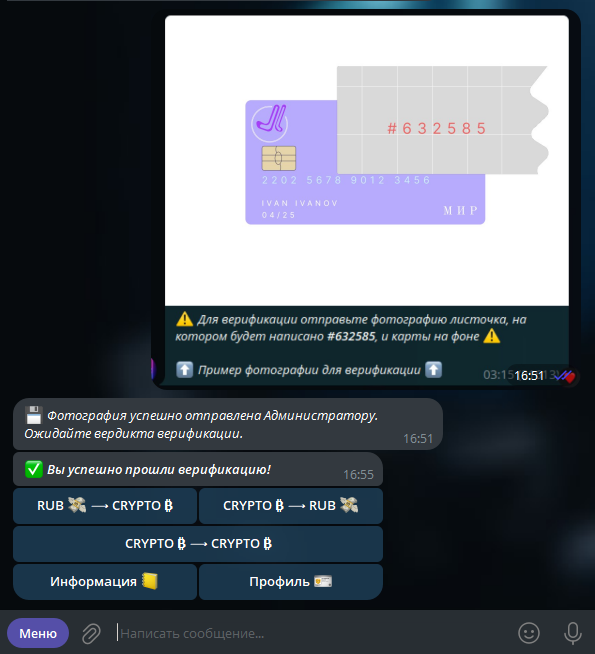 #632585
2202 5678 9012 3456
IVAN IVANOV
04/25
МИР
Для верификации отправьте фотографию листочка, на
котором будет написано #632585, и карты на фоне
Пример фотографии для верификации
16:51
Фотография успешно отправлена Администратору.
Ожидайте вердикта верификации.
16:51
Вы успешно прошли верификацию!
16:55
RUB 💸 ⟶ CRYPTO ₿
CRYPTO ₿ ⟶ RUB 💸
CRYPTO ₿ ⟶ CRYPTO ₿
Информация
Профиль
Меню
Написать сообщение...